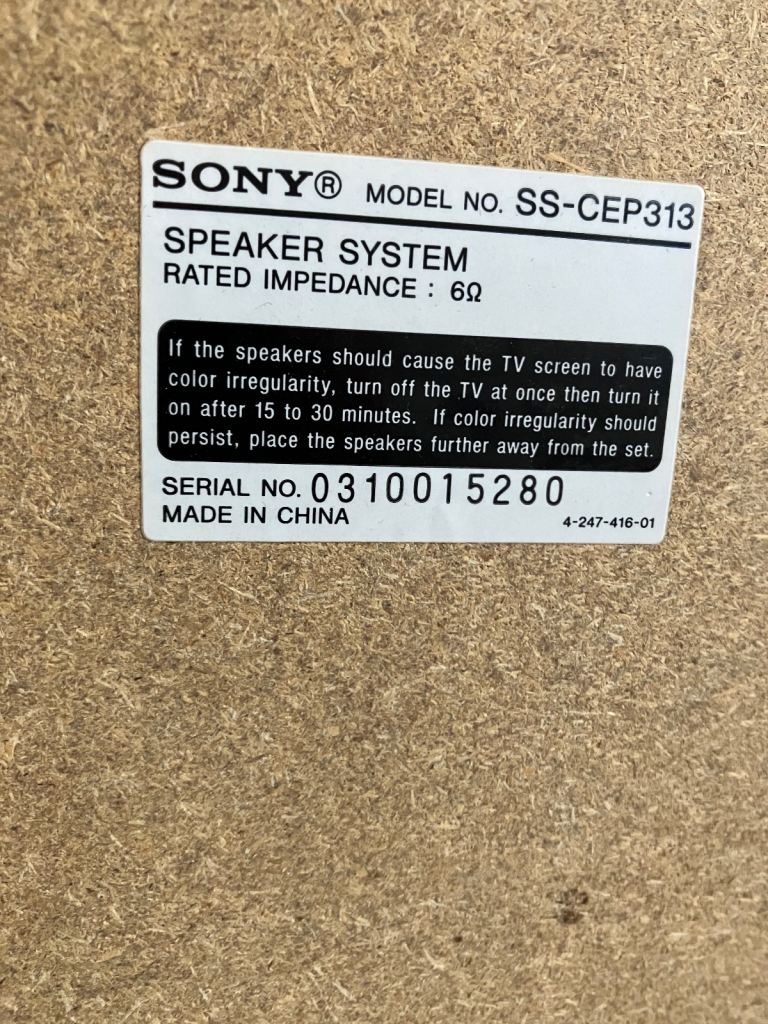 SONY® MODEL NO. SS-CEP313
SPEAKER SYSTEM
RATED IMPEDANCE : 6Ω
If the speakers should cause the TV screen to have
color irregularity, turn off the TV at once then turn it
on after 15 to 30 minutes. If color irregularity should
persist, place the speakers further away from the set.
SERIAL NO. 0310015280
MADE IN CHINA 4-247-416-01